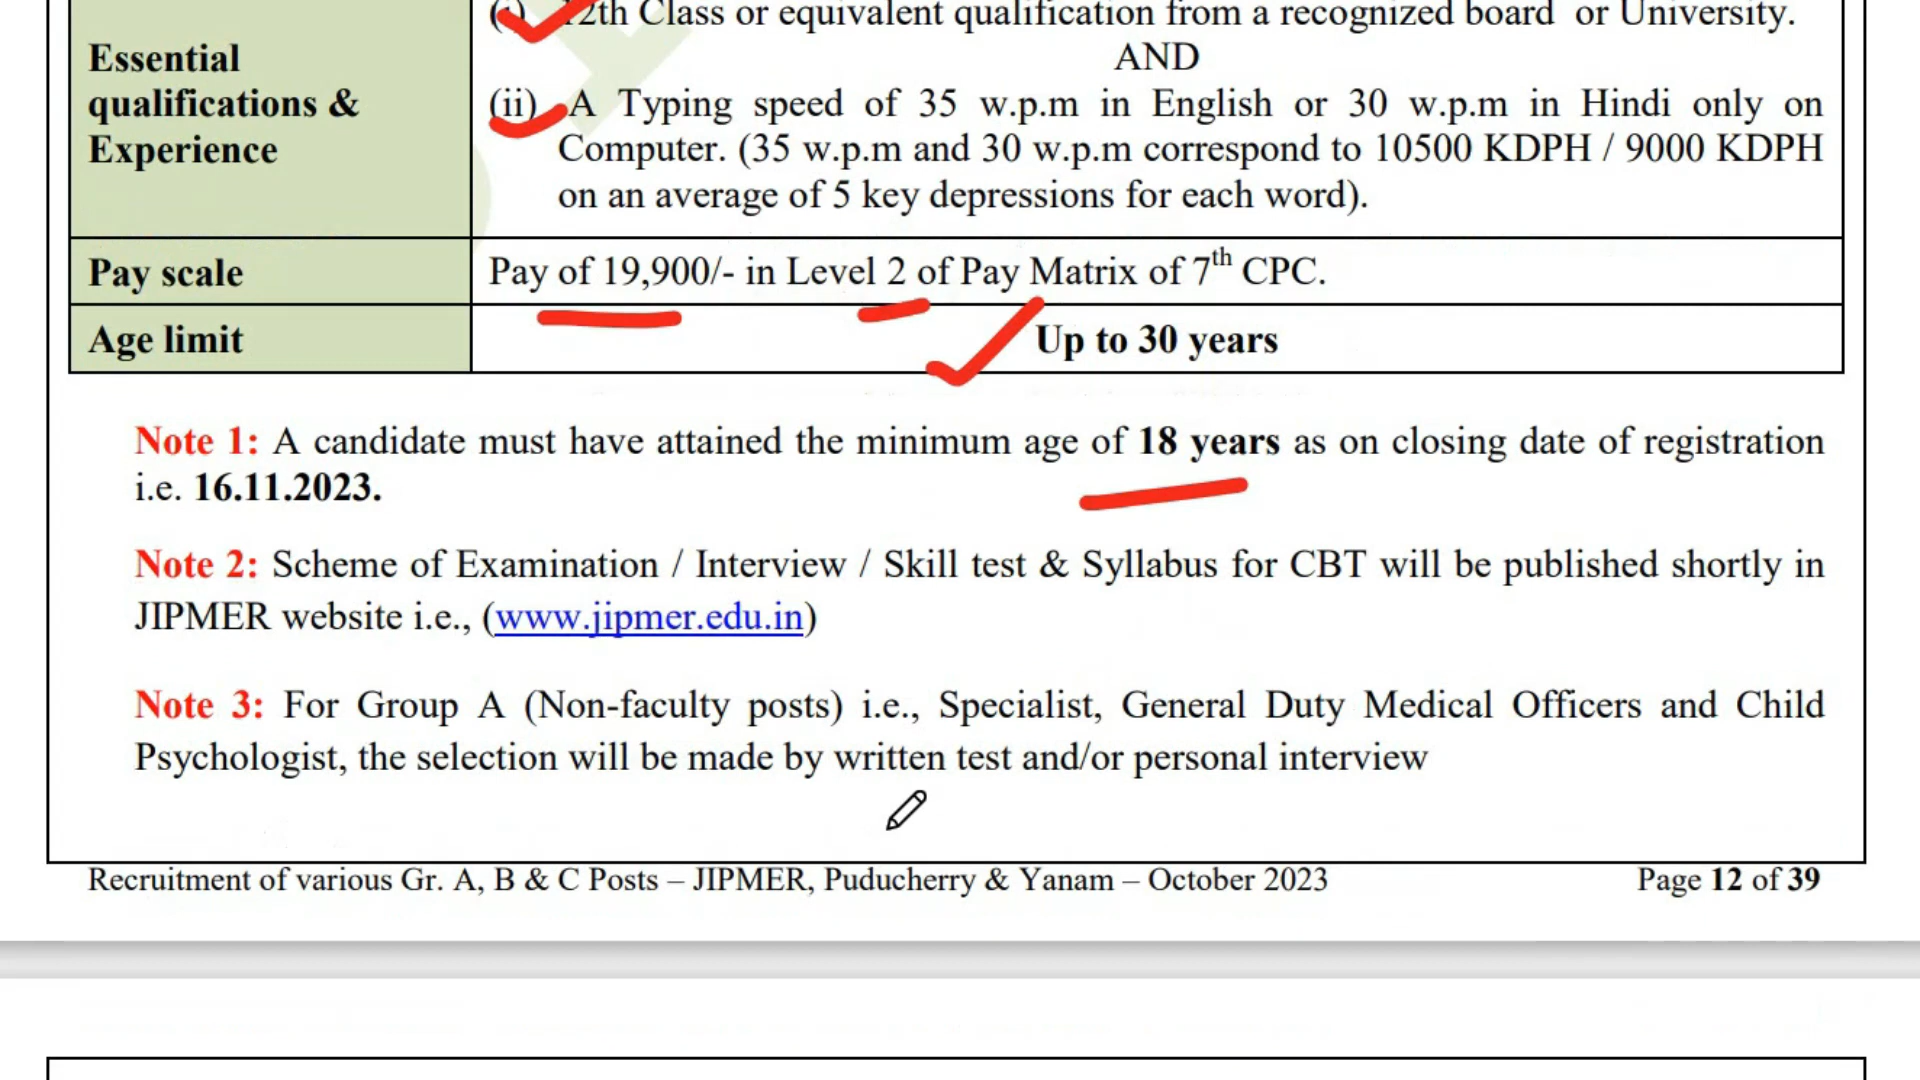 (i) 12th Class or equivalent qualification from a recognized board or University.
AND
Essential
qualifications &
Experience
(ii) A Typing speed of 35 w.p.m in English or 30 w.p.m in Hindi only on
Computer. (35 w.p.m and 30 w.p.m correspond to 10500 KDPH / 9000 KDPH
on an average of 5 key depressions for each word).
Pay scale
Pay of 19,900/- in Level 2 of Pay Matrix of 7th CPC.
Age limit
Up to 30 years
Note 1: A candidate must have attained the minimum age of 18 years as on closing date of registration
i.e. 16.11.2023.
Note 2: Scheme of Examination / Interview / Skill test & Syllabus for CBT will be published shortly in
JIPMER website i.e., (www.jipmer.edu.in)
Note 3: For Group A (Non-faculty posts) i.e., Specialist, General Duty Medical Officers and Child
Psychologist, the selection will be made by written test and/or personal interview
Recruitment of various Gr. A, B & C Posts – JIPMER, Puducherry & Yanam – October 2023
Page 12 of 39